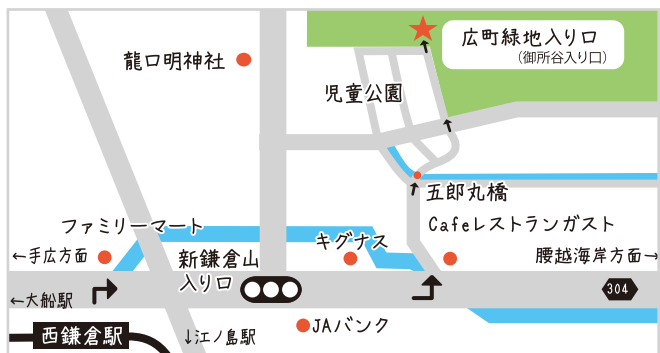 広町緑地入り口
(御所谷入り口)
龍口明神社
児童公園
五郎丸橋
ファミリーマート
Cafeレストランガスト
キグナス
←手広方面
新鎌倉山
入り口
腰越海岸方面→
304
←大船駅
JAバンク
西鎌倉駅
↓江ノ島駅